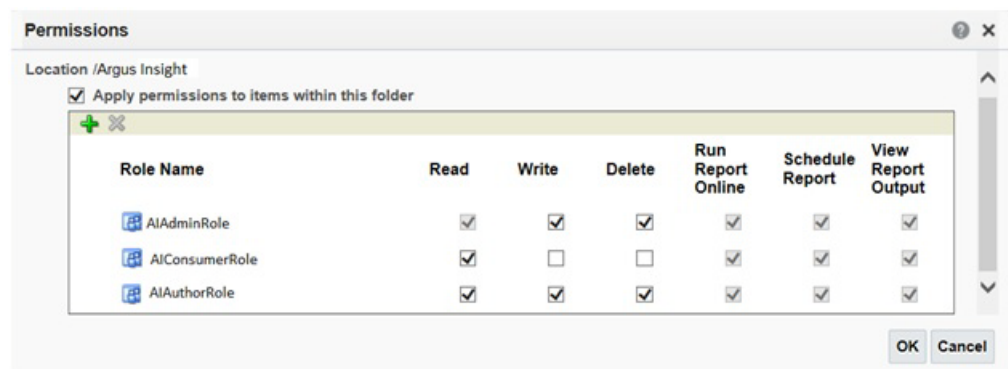 Permissions
Location /Argus Insight
Apply permissions to items within this folder
Role Name Read Write Delete Run Report Online Schedule Report View Report Output
AIAdminRole
AIConsumerRole
AIAuthorRole
OK Cancel